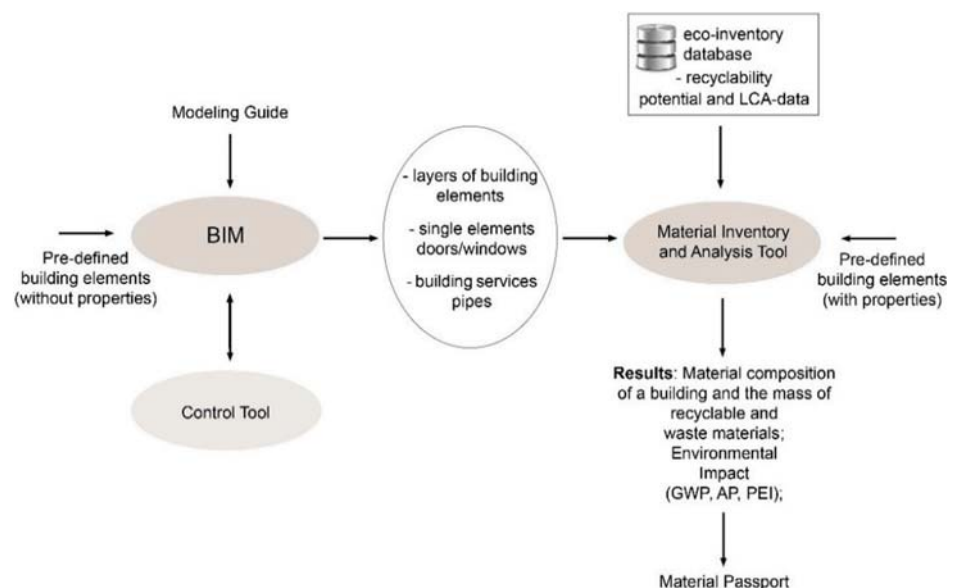 eco-inventory
database
- recyclability
potential and LCA-data
Modeling Guide
BIM
Pre-defined
building elements
(without properties)
Control Tool
- layers of building
elements
- single elements
doors/windows
- building services
pipes
Material Inventory
and Analysis Tool
Pre-defined
building elements
(with properties)
Results: Material composition
of a building and the mass of
recyclable and
waste materials;
Environmental
Impact
(GWP, AP, PEI);
Material Passport